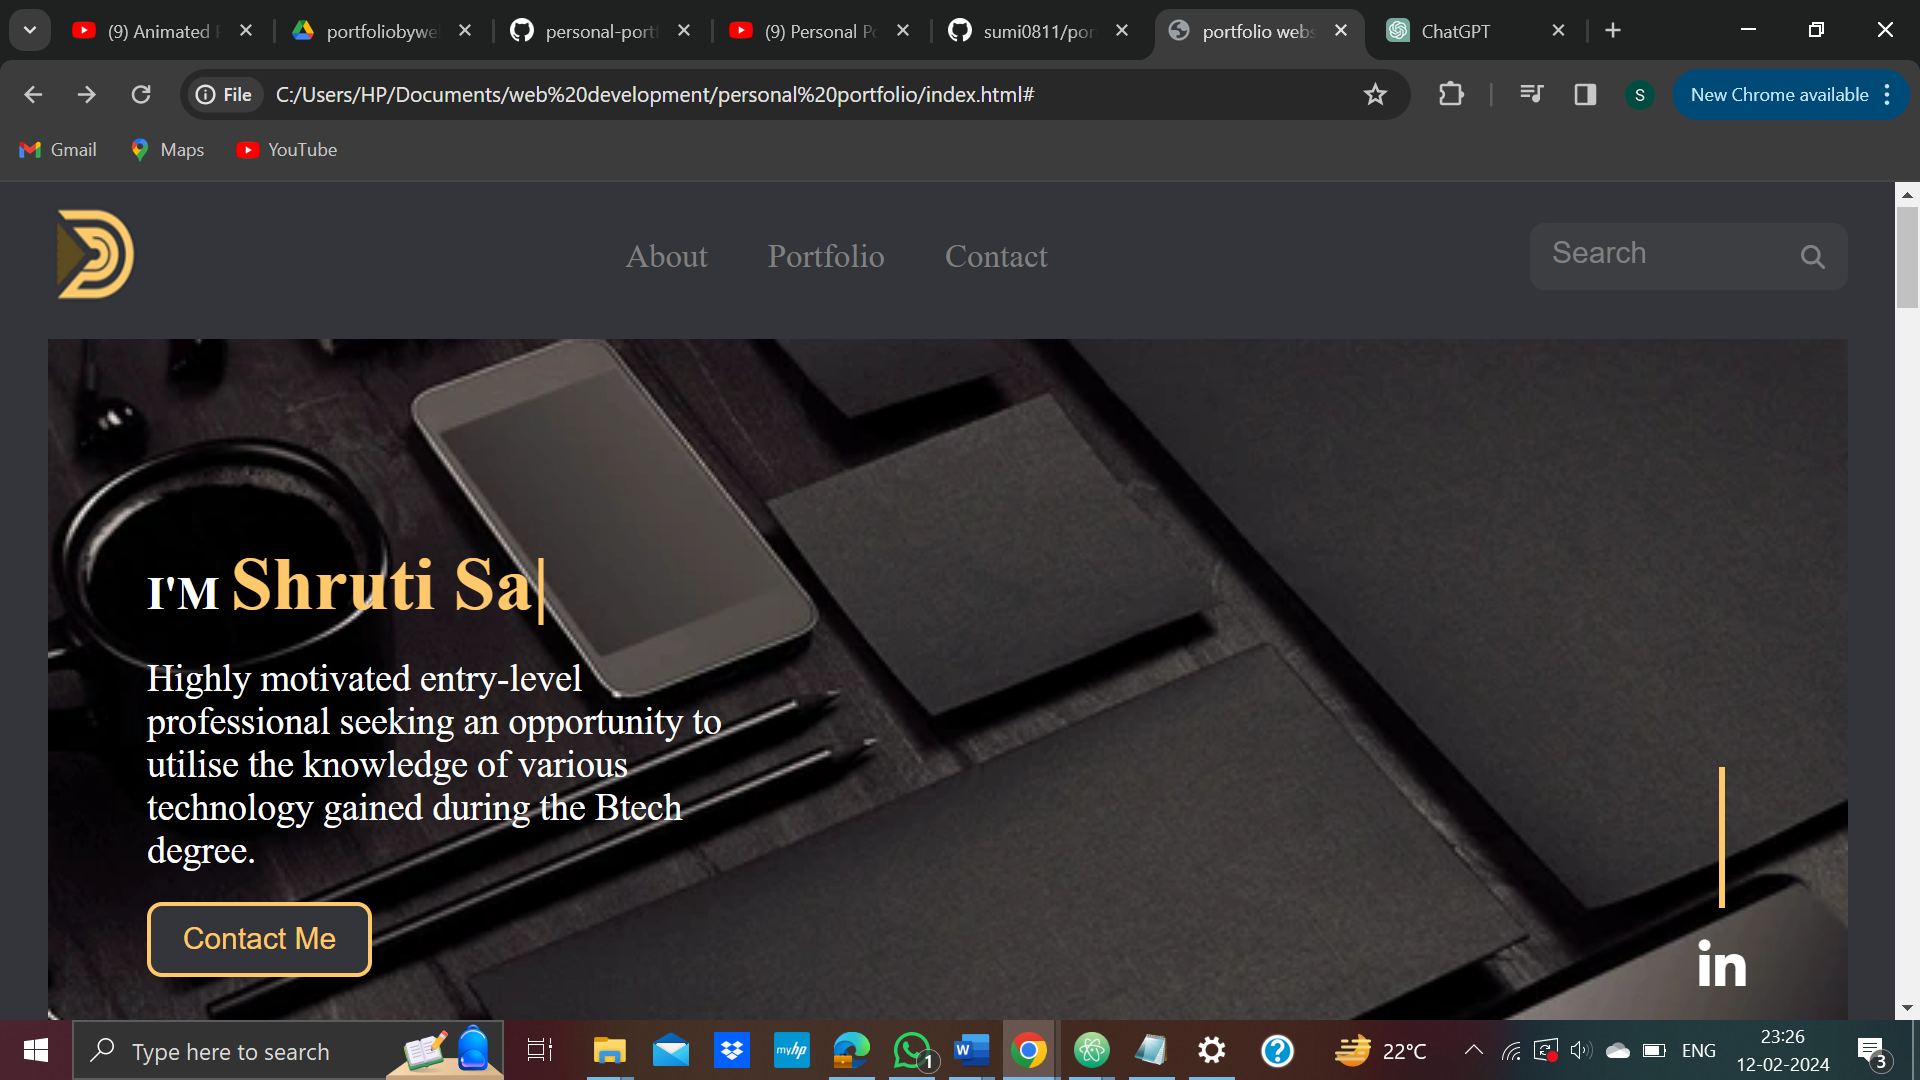 (9) Animated
portfoliobywe
personal-port
(9) Personal Po
sumi0811/por
portfolio webs
ChatGPT
File
C:/Users/HP/Documents/web%20development/personal%20portfolio/index.html#
S
New Chrome available
Gmail
Maps
YouTube
About
Portfolio
Contact
Search
I'M Shruti Sa|
Highly motivated entry-level
professional seeking an opportunity to
utilise the knowledge of various
technology gained during the Btech
degree.
Contact Me
in
Type here to search
myhp
W
1
?
22°C
ENG
23:26
12-02-2024
3